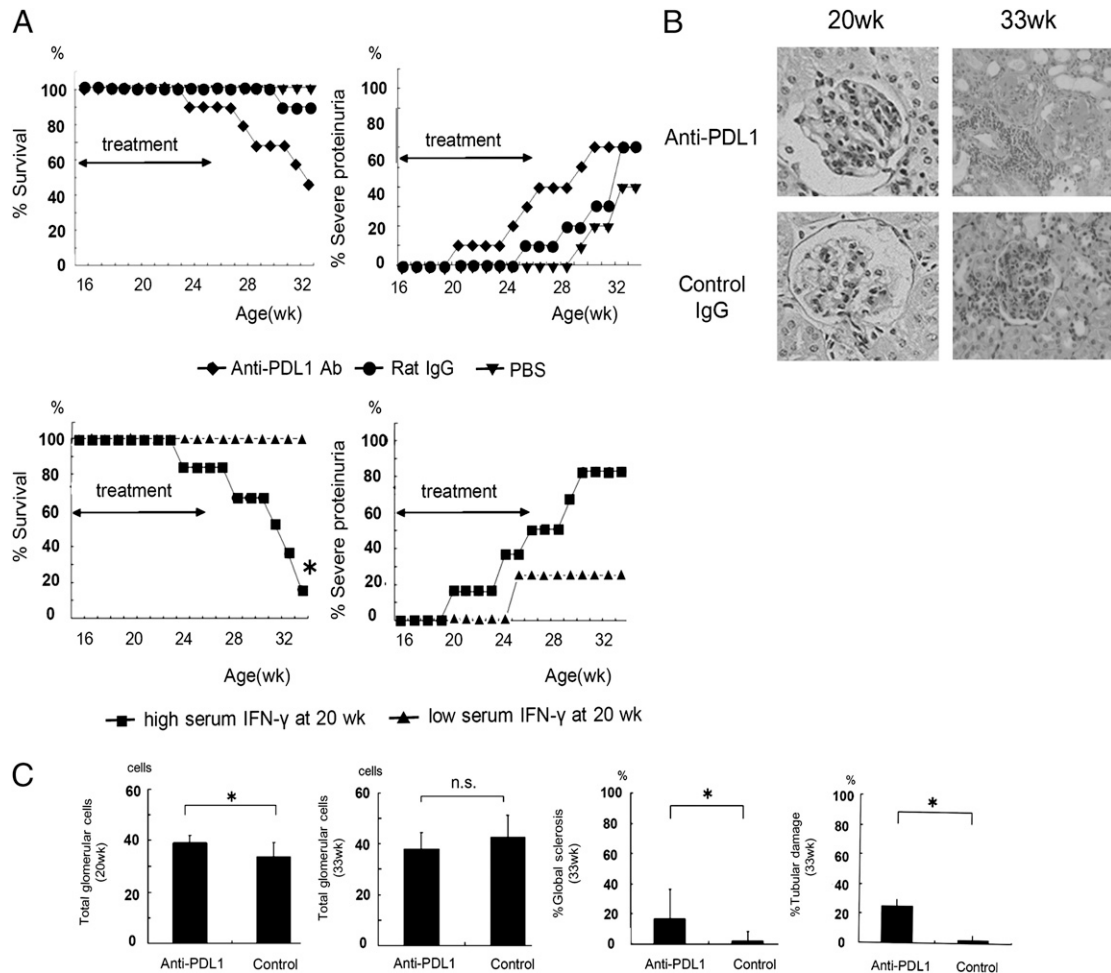 A
%
100
80
60
40
20
0
% Survival
treatment
16 20 24 28 32
Age(wk)
%
100
80
60
40
20
0
% Severe proteinuria
treatment
16 20 24 28 32
Age(wk)
Anti-PDL1 Ab Rat IgG PBS
%
100
80
60
40
20
0
% Survival
treatment
*
16 20 24 28 32
Age(wk)
%
100
80
60
40
20
0
% Severe proteinuria
treatment
16 20 24 28 32
Age(wk)
high serum IFN-γ at 20 wk low serum IFN-γ at 20 wk
B
20wk 33wk
Anti-PDL1
Control
IgG
C
cells
60
40
20
0
Total glomerular cells
(20wk)
*
Anti-PDL1 Control
cells
60
40
20
0
Total glomerular cells
(33wk)
n.s.
Anti-PDL1 Control
%
100
80
60
40
20
0
%Global sclerosis
(33wk)
*
Anti-PDL1 Control
%
100
80
60
40
20
0
%Tubular damage
(33wk)
*
Anti-PDL1 Control